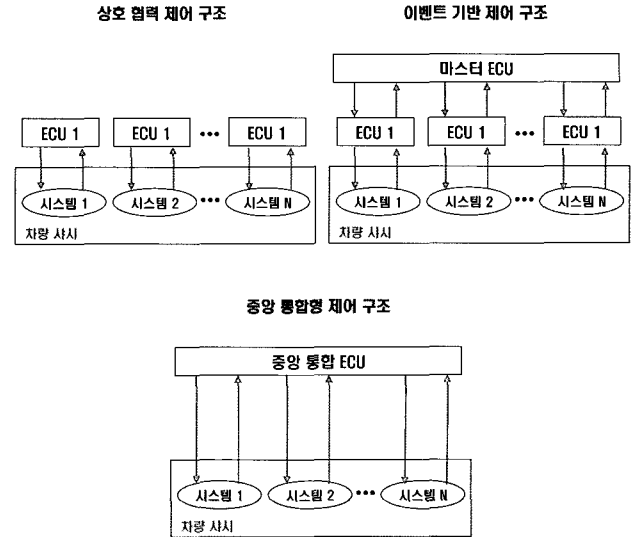 상호 협력 제어 구조
ECU 1
ECU 1
•••
ECU 1
시스템 1
시스템 2
•••
시스템 N
차량 샤시
이벤트 기반 제어 구조
마스터 ECU
ECU 1
ECU 1
•••
ECU 1
시스템 1
시스템 2
•••
시스템 N
차량 샤시
중앙 통합형 제어 구조
중앙 통합 ECU
시스템 1
시스템 2
•••
시스템 N
차량 샤시